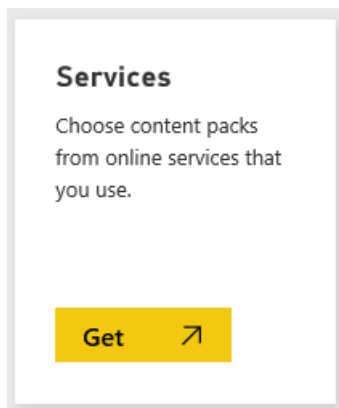 Services
Choose content packs
from online services that
you use.
Get